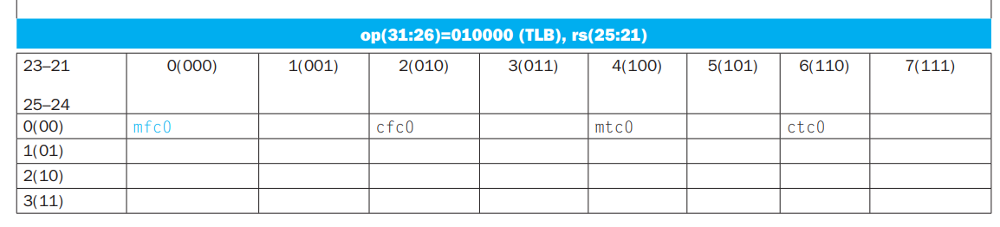 op(31:26)=010000 (TLB), rs(25:21)
23–21 0(000) 1(001) 2(010) 3(011) 4(100) 5(101) 6(110) 7(111)
25–24
0(00) mfc0 cfc0 mtc0 ctc0
1(01)
2(10)
3(11)